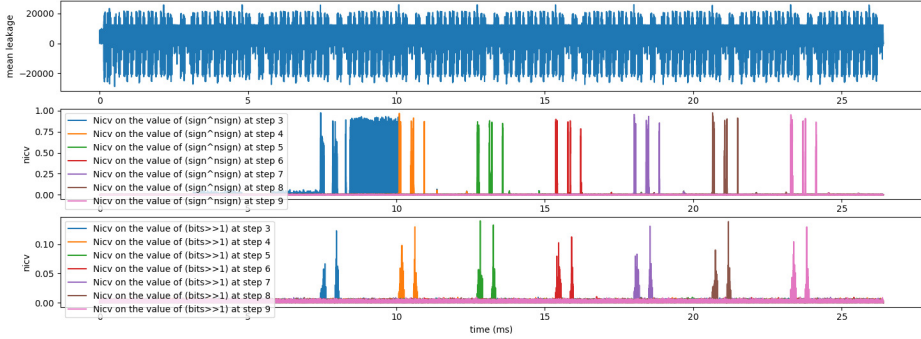 20000
0
−20000
mean leakage
0
5
10
15
20
25
1.00
0.75
0.50
0.25
0.00
nicv
Nicv on the value of (sign^nsign) at step 3
Nicv on the value of (sign^nsign) at step 4
Nicv on the value of (sign^nsign) at step 5
Nicv on the value of (sign^nsign) at step 6
Nicv on the value of (sign^nsign) at step 7
Nicv on the value of (sign^nsign) at step 8
Nicv on the value of (sign^nsign) at step 9
0
5
10
15
20
25
0.10
0.05
0.00
nicv
Nicv on the value of (bits>>1) at step 3
Nicv on the value of (bits>>1) at step 4
Nicv on the value of (bits>>1) at step 5
Nicv on the value of (bits>>1) at step 6
Nicv on the value of (bits>>1) at step 7
Nicv on the value of (bits>>1) at step 8
Nicv on the value of (bits>>1) at step 9
10
15
20
25
time (ms)